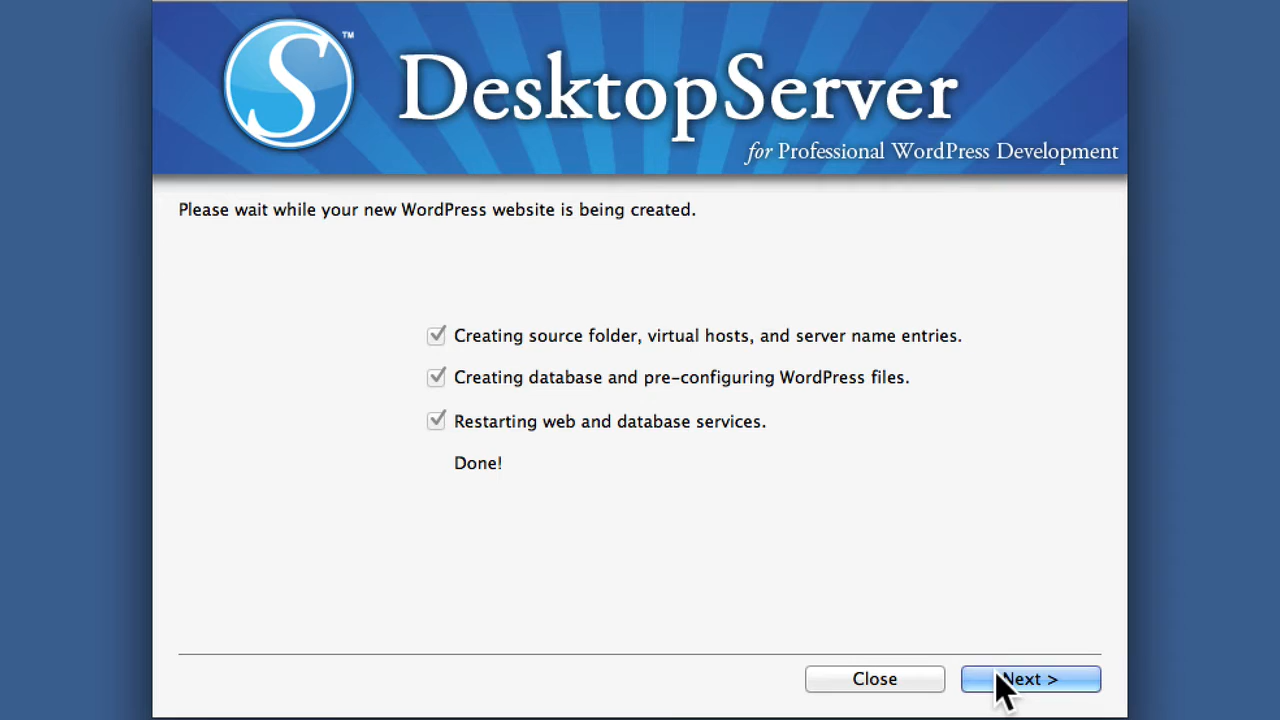 S ™
DesktopServer
for Professional WordPress Development
Please wait while your new WordPress website is being created.
Creating source folder, virtual hosts, and server name entries.
Creating database and pre-configuring WordPress files.
Restarting web and database services.
Done!
Close
Next >